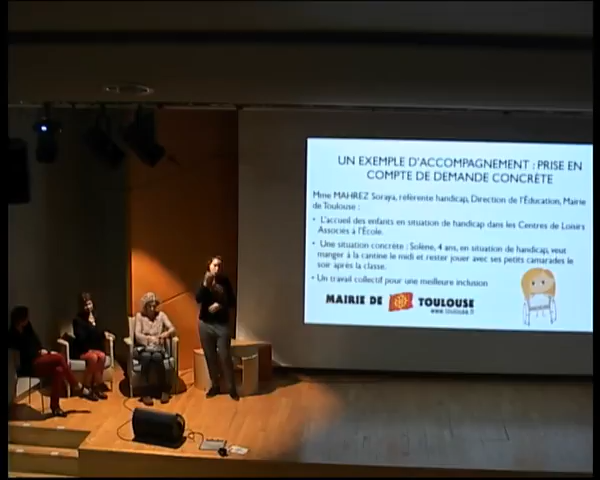 UN EXEMPLE D'ACCOMPAGNEMENT : PRISE EN
COMPTE DE DEMANDE CONCRÈTE
Mme MAHREZ Soraya, référente handicap, Direction de l'Éducation, Mairie
de Toulouse :
• L'accueil des enfants en situation de handicap dans les Centres de Loisirs
Associés à l'École.
• Une situation concrète : Solène, 4 ans, en situation de handicap, veut
manger à la cantine le midi et rester jouer avec ses petits camarades le
soir après la classe.
• Un travail collectif pour une meilleure inclusion
MAIRIE DE TOULOUSE
www.toulouse.fr